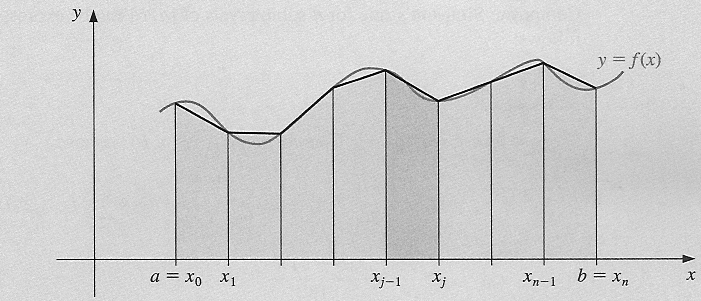 y
y = f(x)
a = x₀ x₁ xⱼ₋₁ xⱼ xₙ₋₁ b = xₙ x